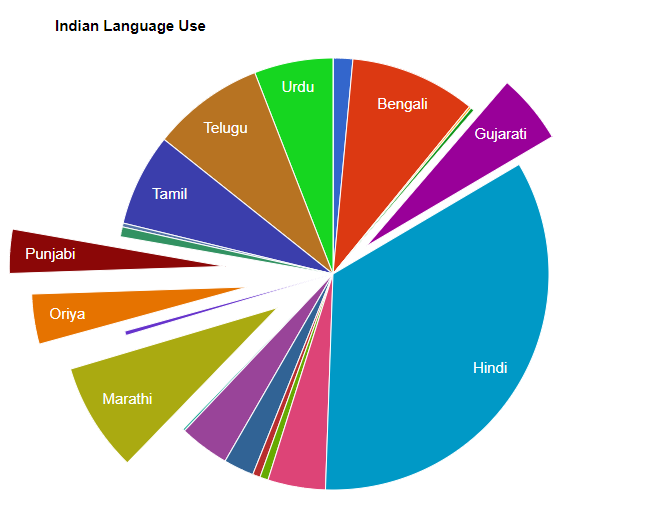 Indian Language Use
Urdu
Bengali
Telugu
Gujarati
Tamil
Punjabi
Oriya
Hindi
Marathi